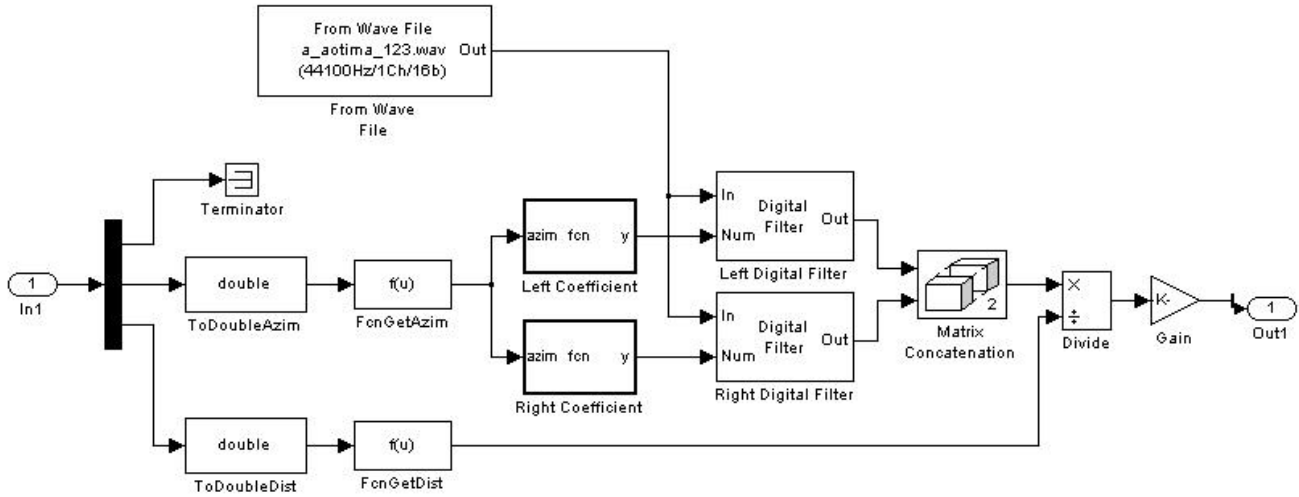 From Wave File
a_aotima_123.wav Out
(44100Hz/1Ch/16b)
From Wave
File
Terminator
1
In1
double
ToDoubleAzim
f(u)
FcnGetAzim
azim fcn y
Left Coefficient
azim fcn y
Right Coefficient
In
Digital
Filter
Out
Num
Left Digital Filter
In
Digital
Filter
Out
Num
Right Digital Filter
2
Matrix
Concatenation
×
÷
Divide
K-
Gain
1
Out1
double
ToDoubleDist
f(u)
FcnGetDist